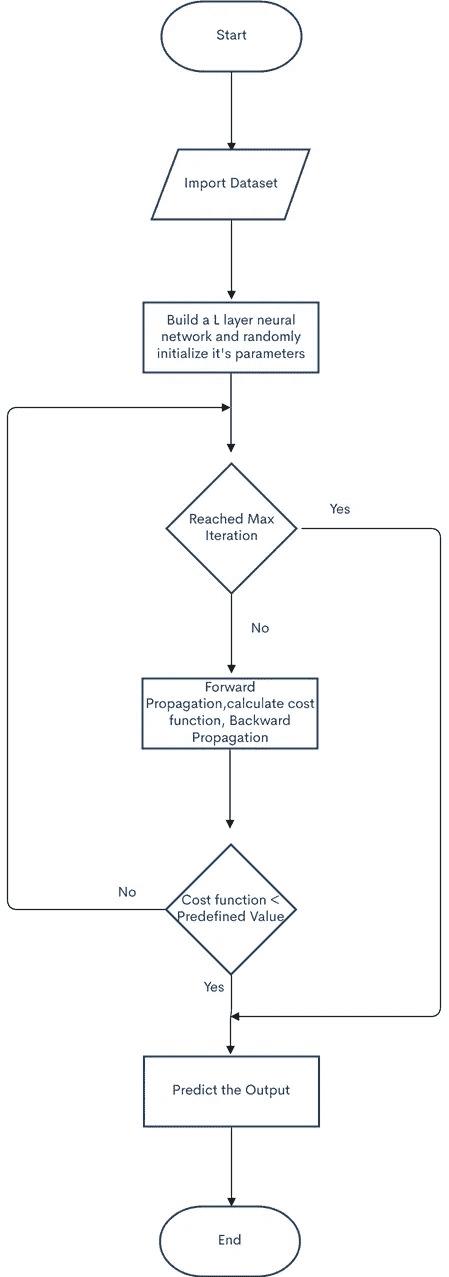 Start
Import Dataset
Build a L layer neural
network and randomly
initialize it's parameters
Reached Max
Iteration
Yes
No
Forward
Propagation,calculate cost
function, Backward
Propagation
No
Cost function <
Predefined Value
Yes
Predict the Output
End